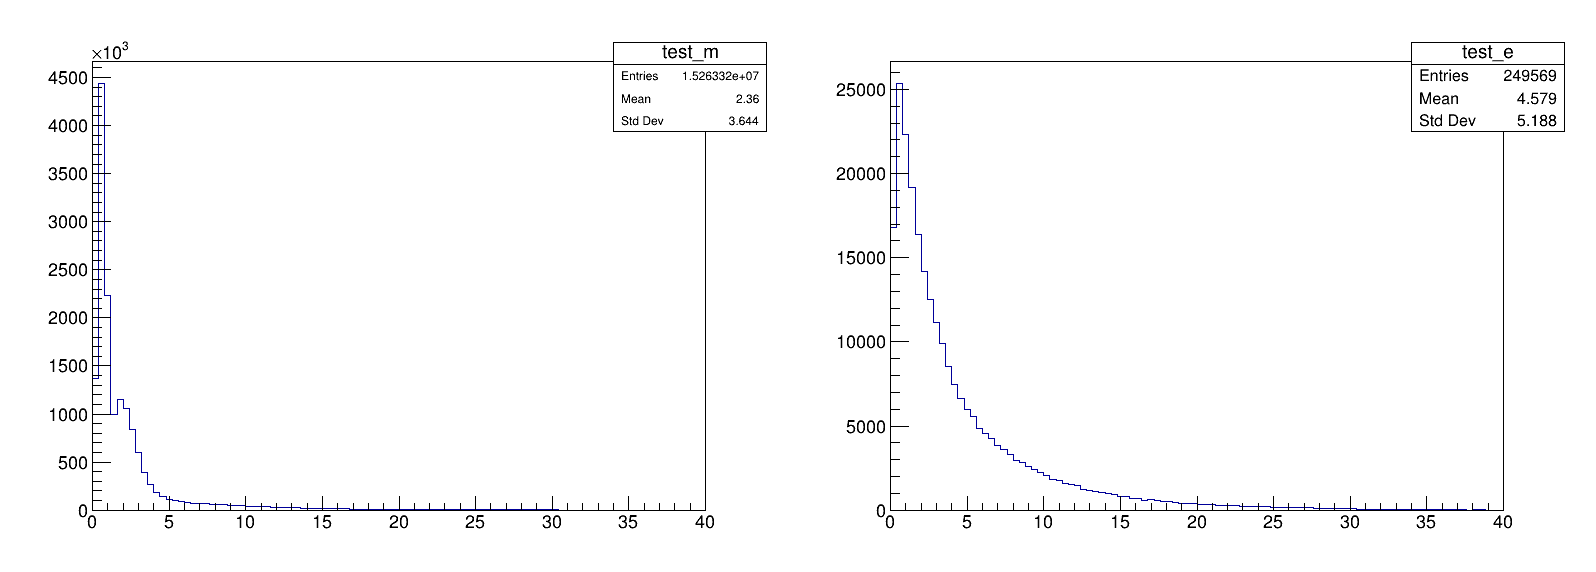 ×10³
test_m
Entries 1.526332e+07
Mean 2.36
Std Dev 3.644
4500
4000
3500
3000
2500
2000
1500
1000
500
0
0 5 10 15 20 25 30 35 40
test_e
Entries 249569
Mean 4.579
Std Dev 5.188
25000
20000
15000
10000
5000
0
0 5 10 15 20 25 30 35 40